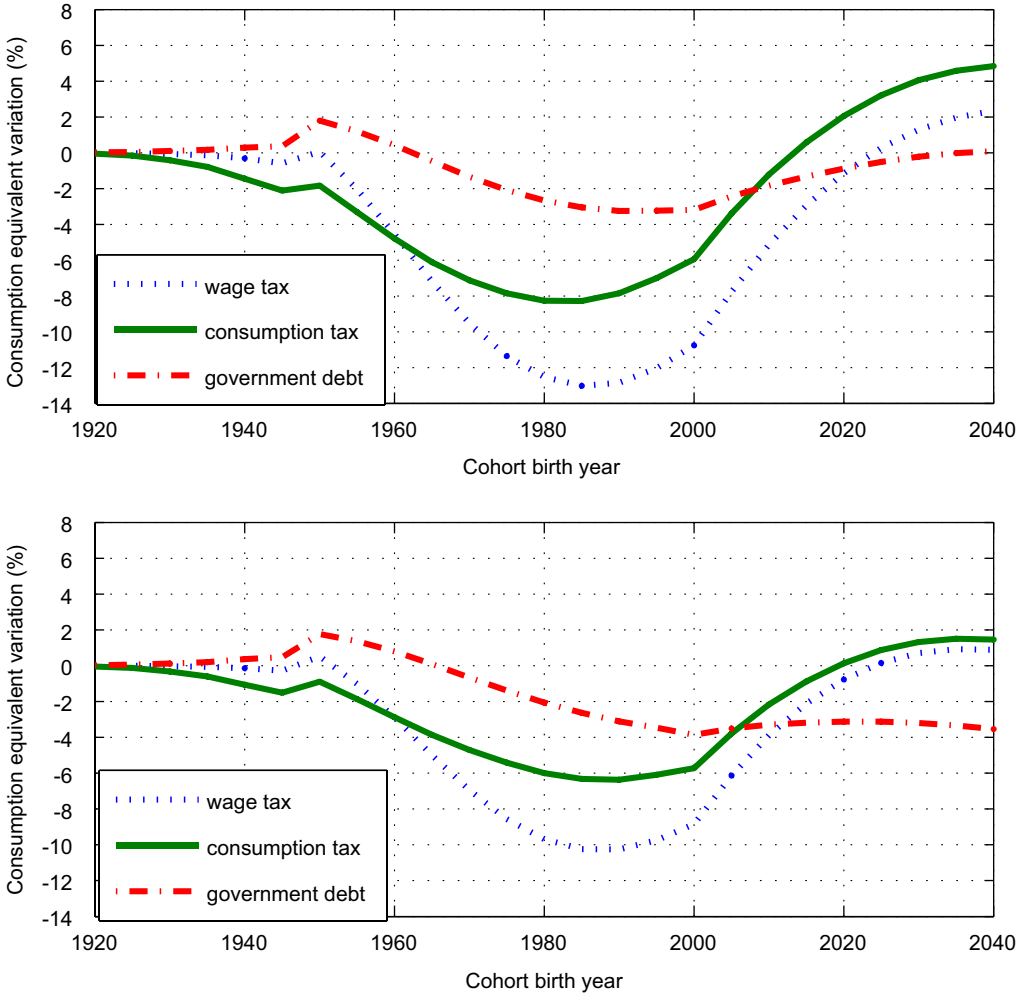 8
6
4
2
0
-2
-4
-6
-8
-10
-12
-14
Consumption equivalent variation (%)
wage tax
consumption tax
government debt
1920 1940 1960 1980 2000 2020 2040
Cohort birth year
8
6
4
2
0
-2
-4
-6
-8
-10
-12
-14
Consumption equivalent variation (%)
wage tax
consumption tax
government debt
1920 1940 1960 1980 2000 2020 2040
Cohort birth year